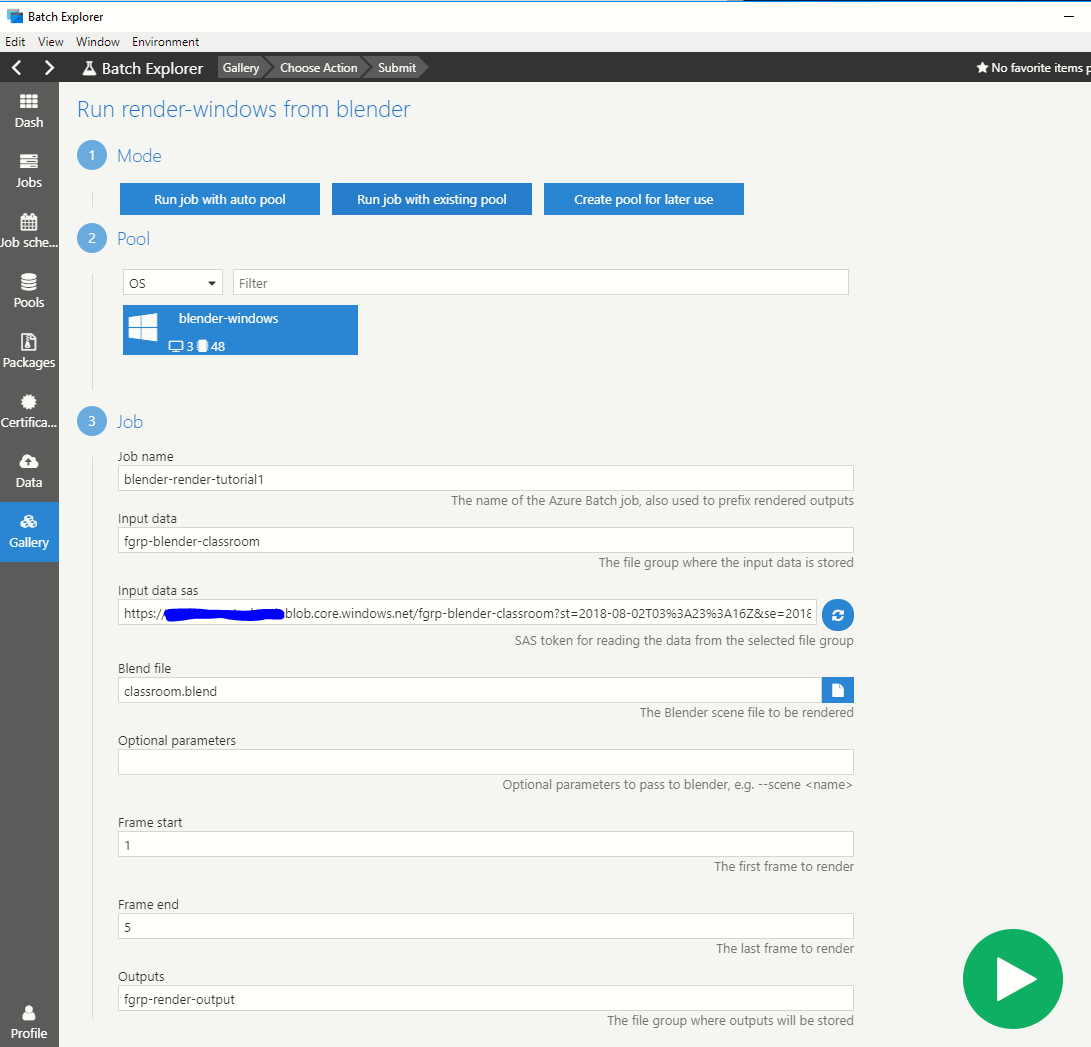 Batch Explorer
Edit View Window Environment
Batch Explorer Gallery Choose Action Submit No favorite items p
Dash
Jobs
Job sche...
Pools
Packages
Certifica...
Data
Gallery
Profile
Run render-windows from blender
1 Mode
Run job with auto pool Run job with existing pool Create pool for later use
2 Pool
OS Filter
blender-windows
3 48
3 Job
Job name
blender-render-tutorial1
The name of the Azure Batch job, also used to prefix rendered outputs
Input data
fgrp-blender-classroom
The file group where the input data is stored
Input data sas
https:// blob.core.windows.net/fgrp-blender-classroom?st=2018-08-02T03%3A23%3A16Z&se=2018
SAS token for reading the data from the selected file group
Blend file
classroom.blend
The Blender scene file to be rendered
Optional parameters
Optional parameters to pass to blender, e.g. --scene <name>
Frame start
1
The first frame to render
Frame end
5
The last frame to render
Outputs
fgrp-render-output
The file group where outputs will be stored